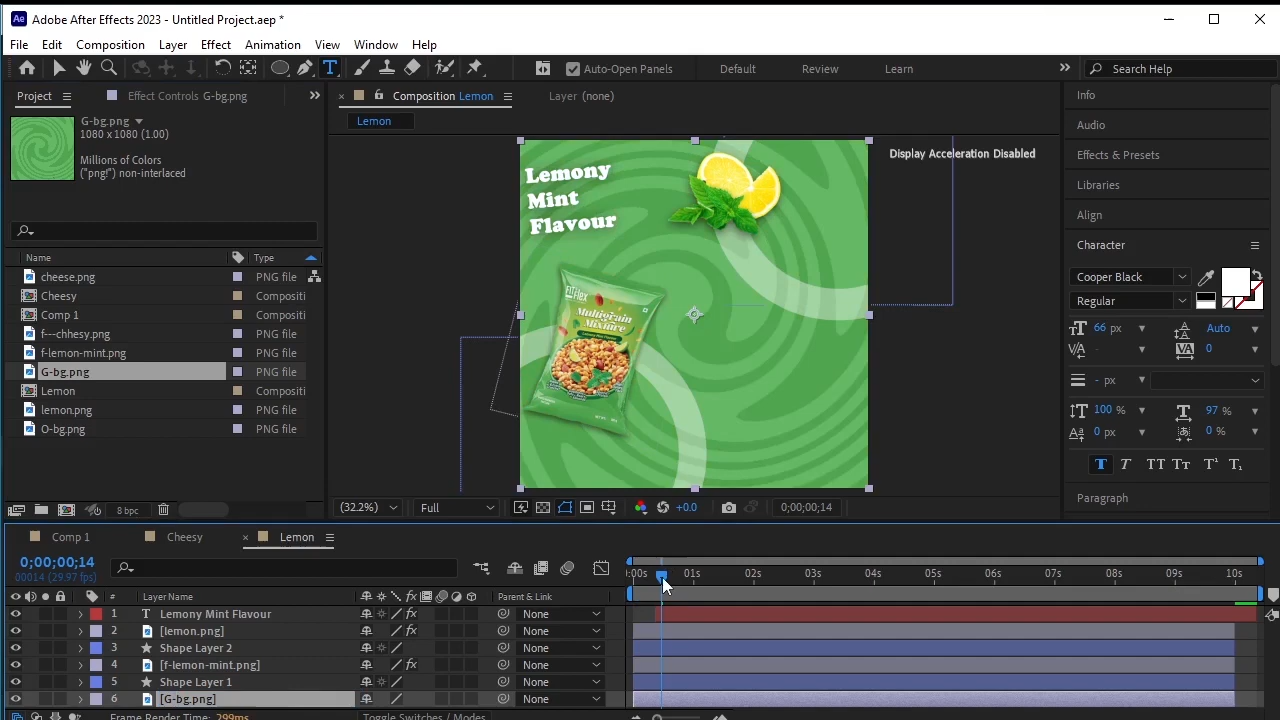 Adobe After Effects 2023 - Untitled Project.aep *
File Edit Composition Layer Effect Animation View Window Help
Auto-Open Panels Default Review Learn Search Help
Project Effect Controls G-bg.png
Composition Lemon Layer (none)
Lemon
G-bg.png
1080 x 1080 (1.00)
Millions of Colors
("png!") non-interlaced
Name Type
cheese.png PNG file
Cheesy Compositi
Comp 1 Compositi
f---chhesy.png PNG file
f-lemon-mint.png PNG file
G-bg.png PNG file
Lemon Compositi
lemon.png PNG file
O-bg.png PNG file
8 bpc
Display Acceleration Disabled
Lemony
Mint
Flavour
FITFlex
Multigrain
Mixture
(32.2%) Full +0.0 0;00;00;14
Info
Audio
Effects & Presets
Libraries
Align
Character
Cooper Black
Regular
66 px Auto
- 0
- px
100 % 97 %
0 px 0 %
T T TT TT T¹ T₁
Paragraph
Comp 1 Cheesy Lemon
0;00;00;14
00014 (29.97 fps)
:00s 01s 02s 03s 04s 05s 06s 07s 08s 09s 10s
# Layer Name Parent & Link
1 T Lemony Mint Flavour fx None
2 [lemon.png] fx None
3 Shape Layer 2 None
4 [f-lemon-mint.png] fx None
5 Shape Layer 1 None
6 [G-bg.png] None
Frame Render Time 299ms Toggle Switches / Modes